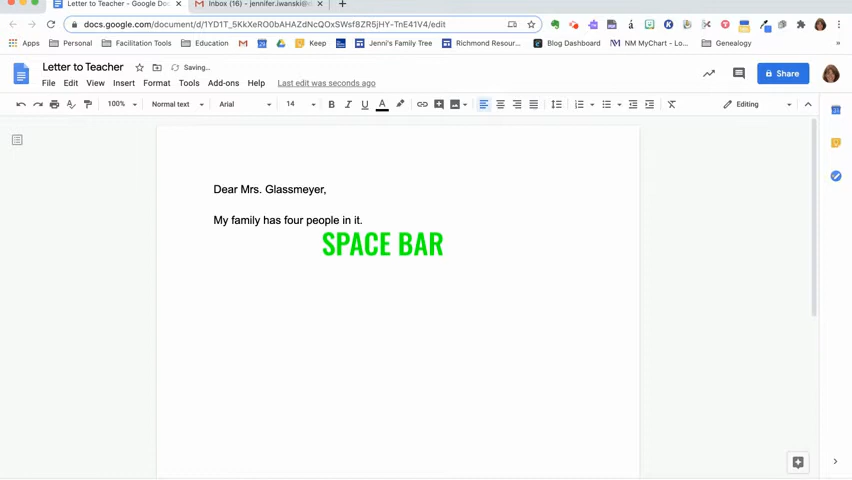 Letter to Teacher - Google Doc
Inbox (16) - jennifer.iwanski@
docs.google.com/document/d/1YD1T_5KkXeRO0bAHAZdNcQOxSWsf8ZR5jHY-TnE41V4/edit
Apps Personal Facilitation Tools Education Keep Jenni's Family Tree Richmond Resour... Blog Dashboard NM MyChart - Lo... Genealogy
Letter to Teacher Saving...
File Edit View Insert Format Tools Add-ons Help Last edit was seconds ago
Share
100% Normal text Arial 14 B I U A Editing
Dear Mrs. Glassmeyer,
My family has four people in it.
SPACE BAR